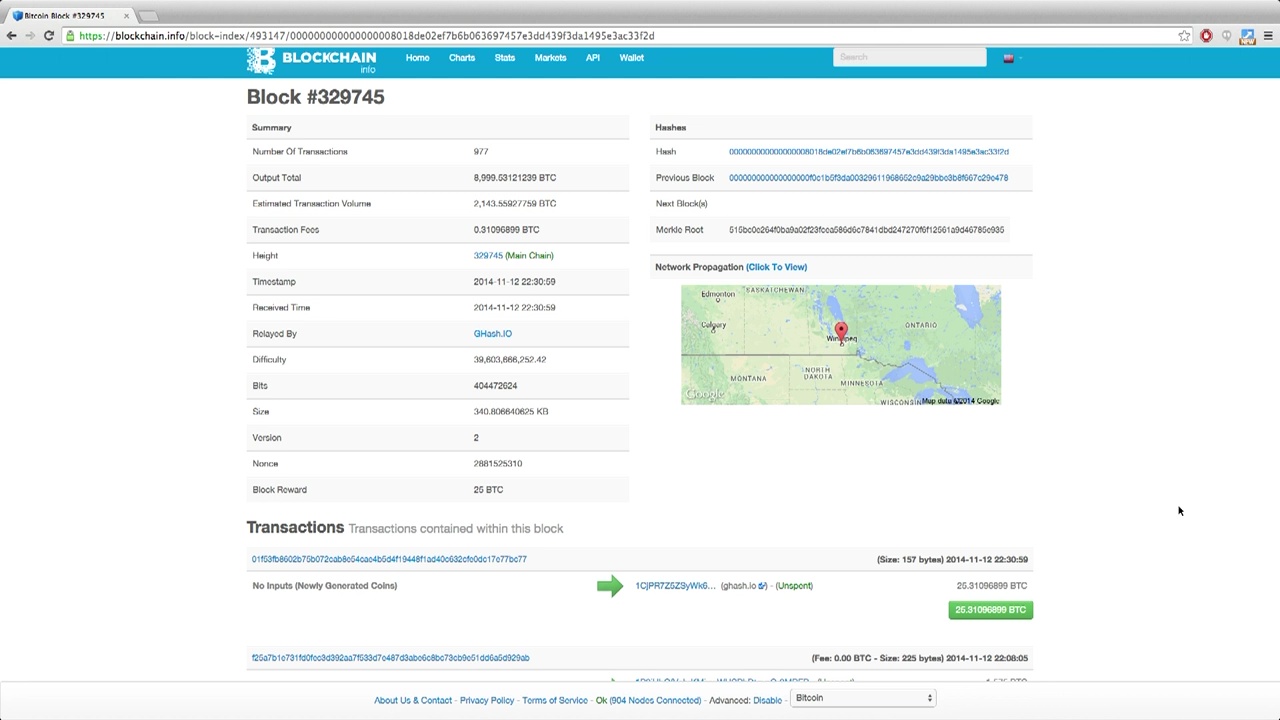 Bitcoin Block #329745
https://blockchain.info/block-index/493147/0000000000000000008018de02ef7b6b063697457e3dd439f3da1495e3ac33f2d
NEW
BLOCKCHAIN info Home Charts Stats Markets API Wallet Search
Block #329745
Summary
Number Of Transactions 977
Output Total 8,999.53121239 BTC
Estimated Transaction Volume 2,143.55927759 BTC
Transaction Fees 0.31096899 BTC
Height 329745 (Main Chain)
Timestamp 2014-11-12 22:30:59
Received Time 2014-11-12 22:30:59
Relayed By GHash.IO
Difficulty 39,603,666,252.42
Bits 404472624
Size 340.806640625 KB
Version 2
Nonce 2881525310
Block Reward 25 BTC
Hashes
Hash
Previous Block
Next Block(s)
Merkle Root
Network Propagation (Click To View)
Edmonton
SASKATCHEWAN
Calgary
ONTARIO
Winnipeg
MONTANA
NORTH DAKOTA
MINNESOTA
WISCONSIN
Google
Map data ©2014 Google
Transactions Transactions contained within this block
(Size: 157 bytes) 2014-11-12 22:30:59
No Inputs (Newly Generated Coins) 1CjPR7Z5ZSyWk6... (ghash.io) - (Unspent) 25.31096899 BTC
25.31096899 BTC
(Fee: 0.00 BTC - Size: 225 bytes) 2014-11-12 22:08:05
About Us & Contact - Privacy Policy - Terms of Service - Ok (904 Nodes Connected) - Advanced: Disable - Bitcoin